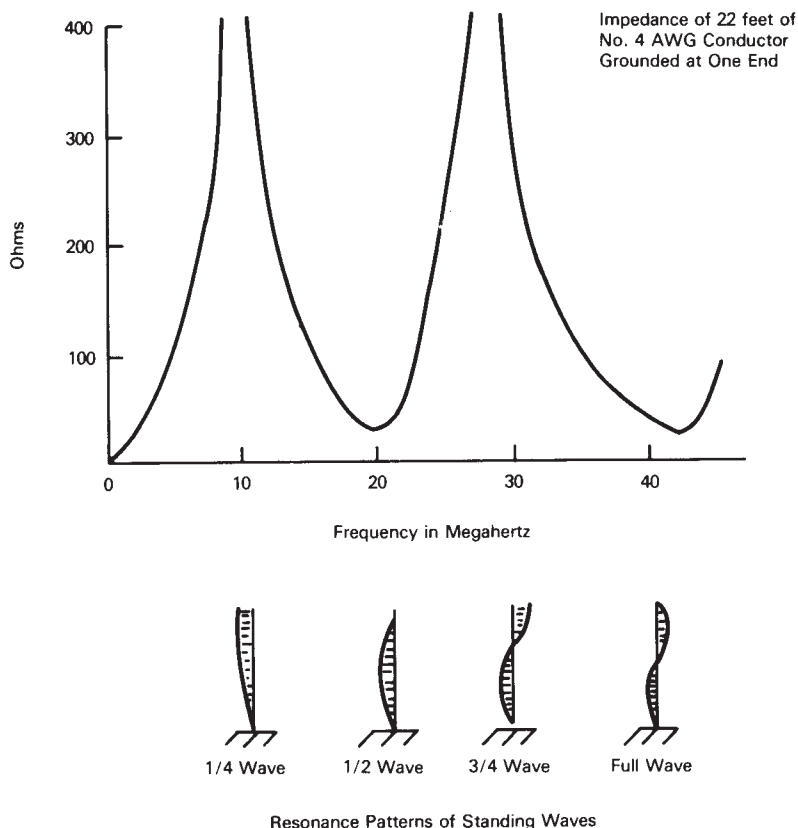 Impedance of 22 feet of
No. 4 AWG Conductor
Grounded at One End
400
300
200
100
Ohms
0
10
20
30
40
Frequency in Megahertz
1/4 Wave
1/2 Wave
3/4 Wave
Full Wave
Resonance Patterns of Standing Waves